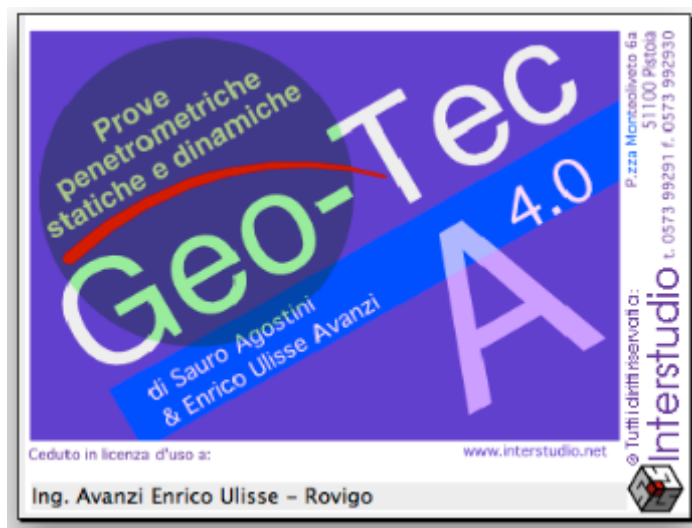 Prove
penetrometriche
statiche e dinamiche
Geo-Tec
A
4.0
di Sauro Agostini
& Enrico Ulisse Avanzi
P.zza Monteoliveto 6a
51100 Pistoia
t. 0573 99291 f. 0573 992930
© Tutti i diritti riservati a:
Interstudio
Ceduto in licenza d'uso a:
www.interstudio.net
Ing. Avanzi Enrico Ulisse – Rovigo